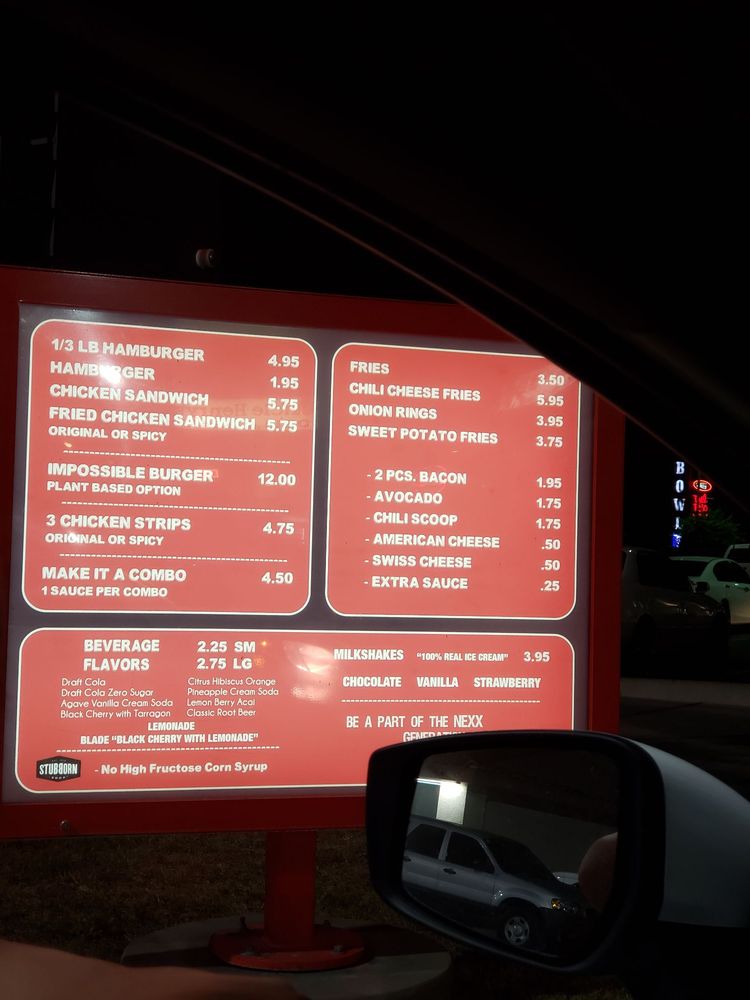 1/3 LB HAMBURGER 4.95
HAMBURGER 1.95
CHICKEN SANDWICH 5.75
FRIED CHICKEN SANDWICH 5.75
ORIGINAL OR SPICY
IMPOSSIBLE BURGER 12.00
PLANT BASED OPTION
3 CHICKEN STRIPS 4.75
ORIGINAL OR SPICY
MAKE IT A COMBO 4.50
1 SAUCE PER COMBO
FRIES 3.50
CHILI CHEESE FRIES 5.95
ONION RINGS 3.95
SWEET POTATO FRIES 3.75
- 2 PCS. BACON 1.95
- AVOCADO 1.75
- CHILI SCOOP 1.75
- AMERICAN CHEESE .50
- SWISS CHEESE .50
- EXTRA SAUCE .25
BEVERAGE 2.25 SM
FLAVORS 2.75 LG
Draft Cola Citrus Hibiscus Orange
Draft Cola Zero Sugar Pineapple Cream Soda
Agave Vanilla Cream Soda Lemon Berry Acai
Black Cherry with Tarragon Classic Root Beer
LEMONADE
BLADE "BLACK CHERRY WITH LEMONADE"
STUBBORN - No High Fructose Corn Syrup
MILKSHAKES "100% REAL ICE CREAM" 3.95
CHOCOLATE VANILLA STRAWBERRY
BE A PART OF THE NEXX
BOWL